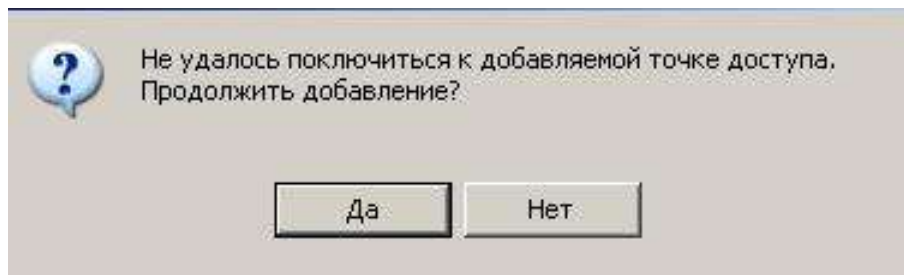 Не удалось поключиться к добавляемой точке доступа.
Продолжить добавление?
Да
Нет